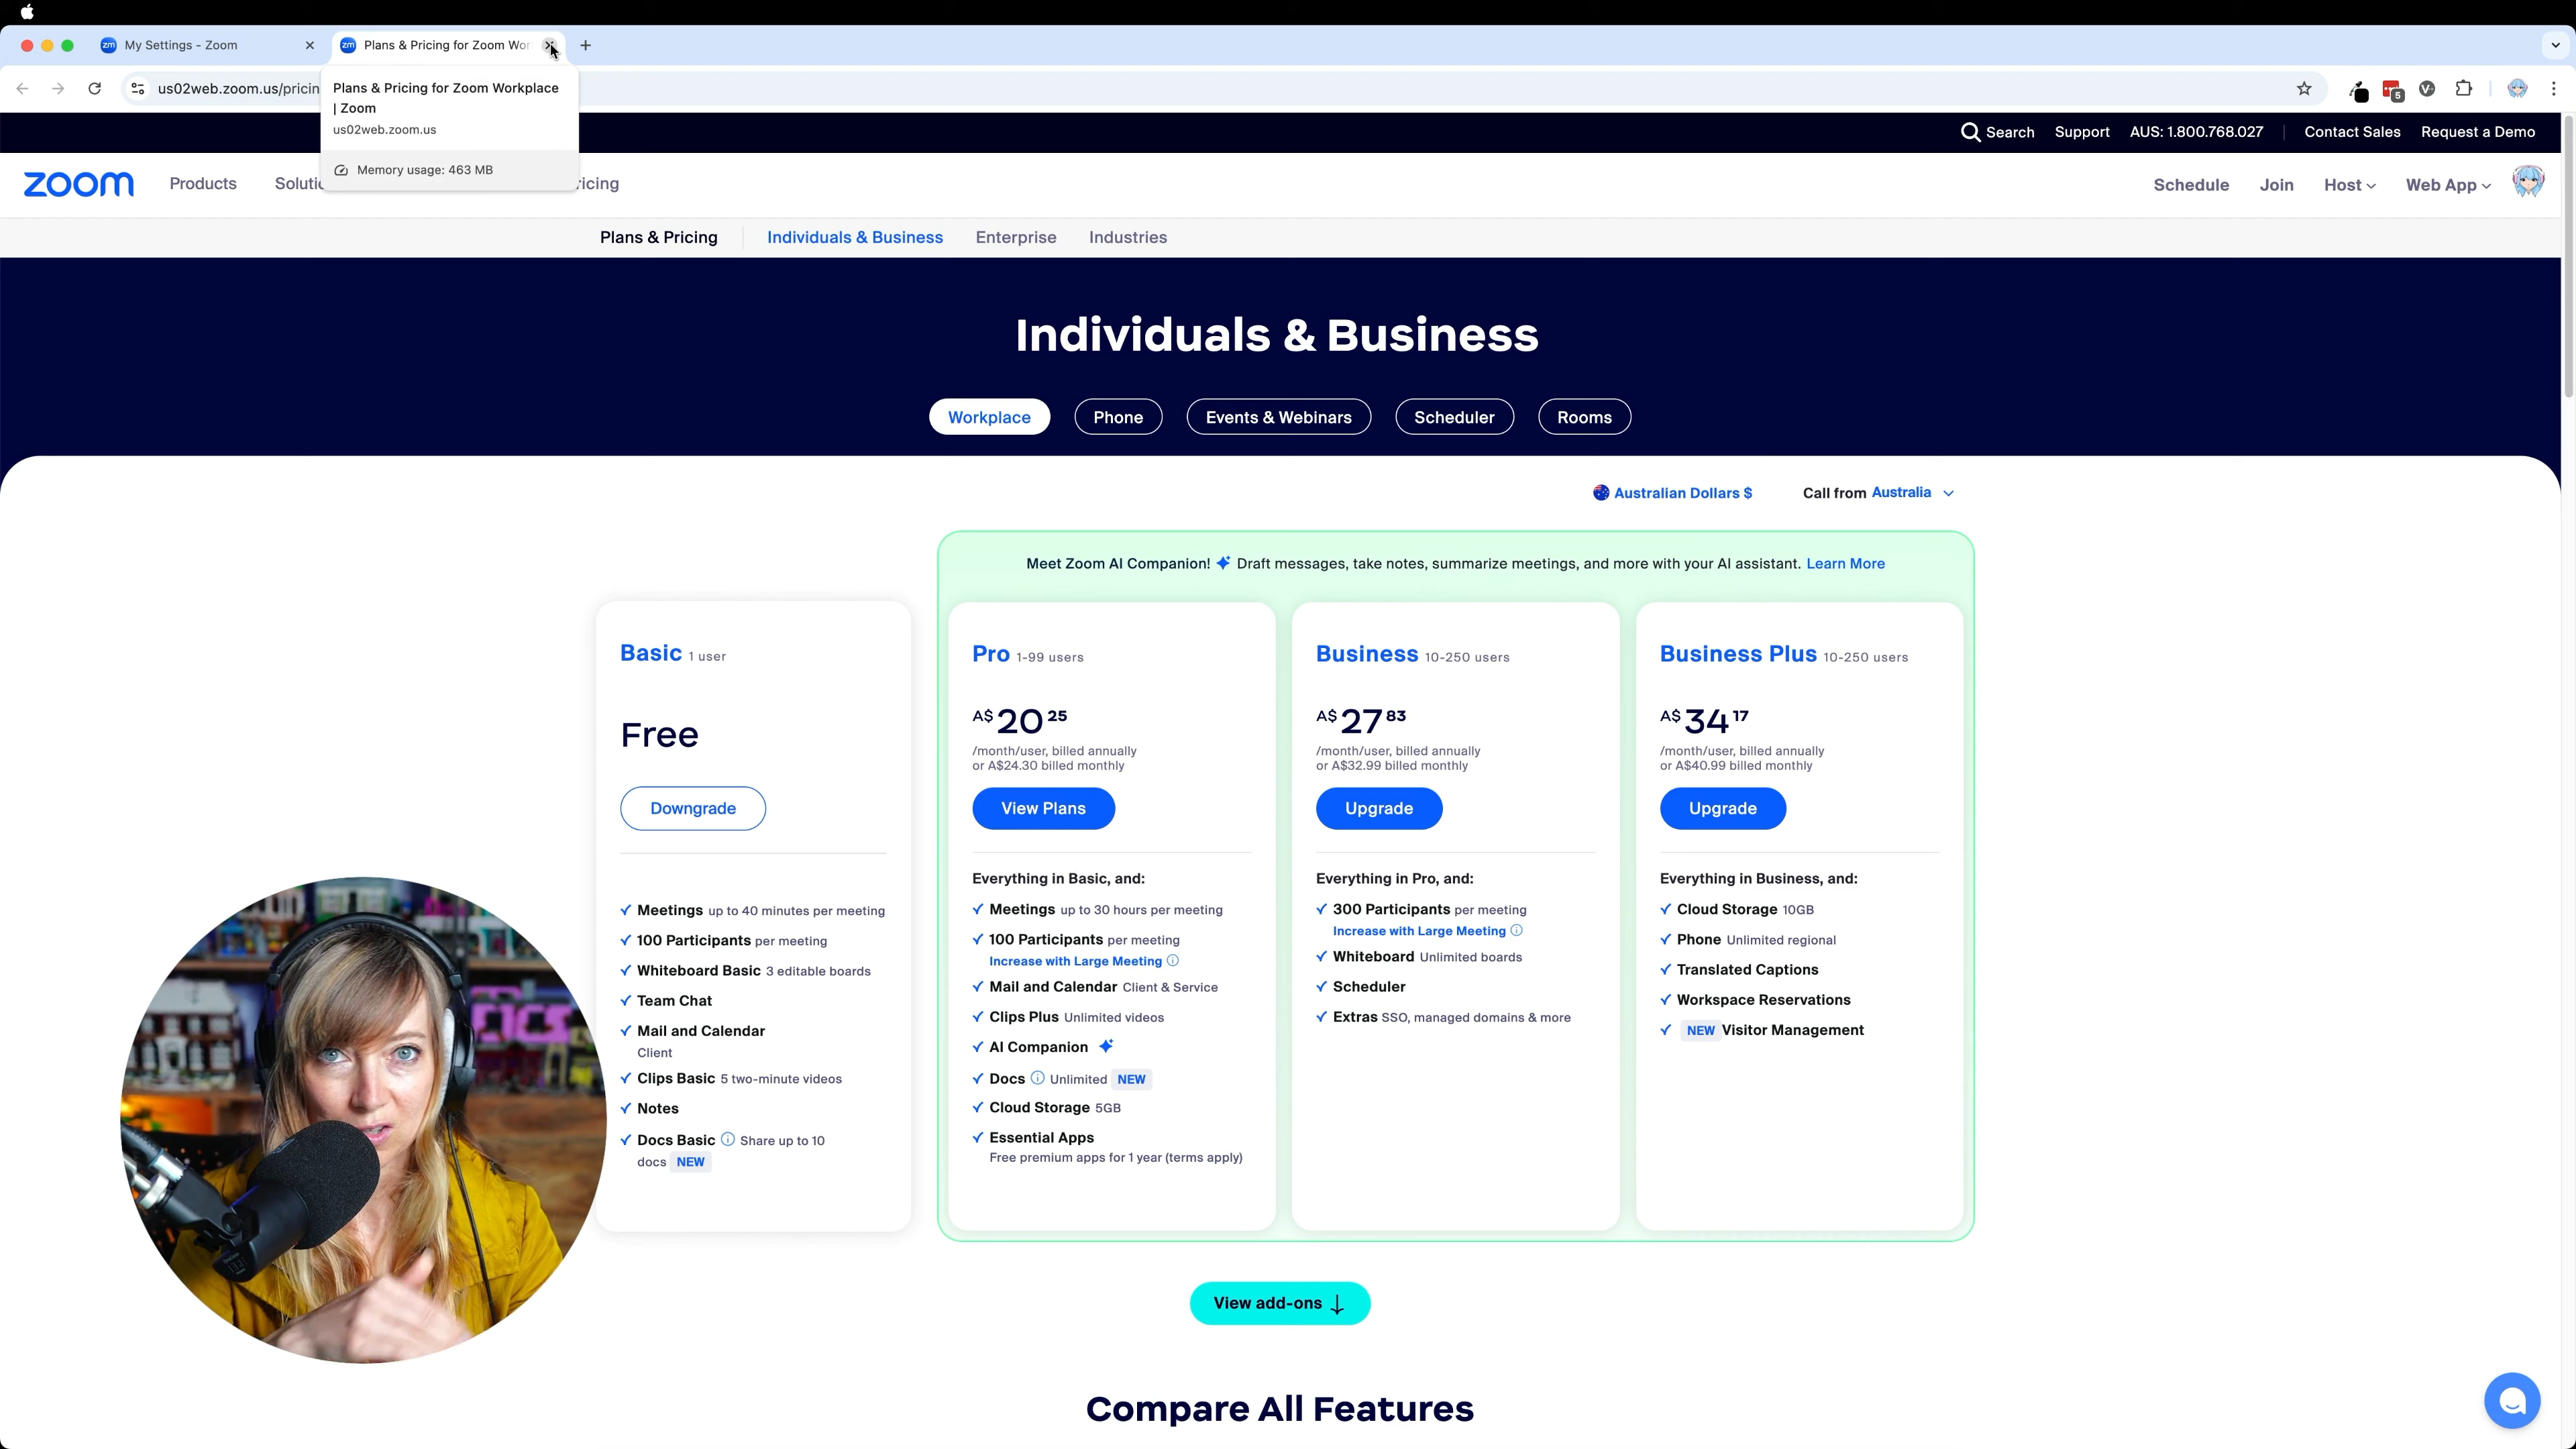 My Settings - Zoom
Plans & Pricing for Zoom Wor
us02web.zoom.us/pricin
Plans & Pricing for Zoom Workplace
| Zoom
us02web.zoom.us
Memory usage: 463 MB
5
Search
Support
AUS: 1.800.768.027
Contact Sales
Request a Demo
zoom
Products
Solutio
ricing
Schedule
Join
Host
Web App
Plans & Pricing
Individuals & Business
Enterprise
Industries
Individuals & Business
Workplace
Phone
Events & Webinars
Scheduler
Rooms
Australian Dollars $
Call from Australia
Meet Zoom AI Companion! Draft messages, take notes, summarize meetings, and more with your AI assistant. Learn More
Basic 1 user
Free
Downgrade
Meetings up to 40 minutes per meeting
100 Participants per meeting
Whiteboard Basic 3 editable boards
Team Chat
Mail and Calendar
Client
Clips Basic 5 two-minute videos
Notes
Docs Basic Share up to 10
docs NEW
Pro 1-99 users
A$ 20 25
/month/user, billed annually
or A$24.30 billed monthly
View Plans
Everything in Basic, and:
Meetings up to 30 hours per meeting
100 Participants per meeting
Increase with Large Meeting
Mail and Calendar Client & Service
Clips Plus Unlimited videos
AI Companion
Docs Unlimited NEW
Cloud Storage 5GB
Essential Apps
Free premium apps for 1 year (terms apply)
Business 10-250 users
A$ 27 83
/month/user, billed annually
or A$32.99 billed monthly
Upgrade
Everything in Pro, and:
300 Participants per meeting
Increase with Large Meeting
Whiteboard Unlimited boards
Scheduler
Extras SSO, managed domains & more
Business Plus 10-250 users
A$ 34 17
/month/user, billed annually
or A$40.99 billed monthly
Upgrade
Everything in Business, and:
Cloud Storage 10GB
Phone Unlimited regional
Translated Captions
Workspace Reservations
NEW Visitor Management
View add-ons
Compare All Features